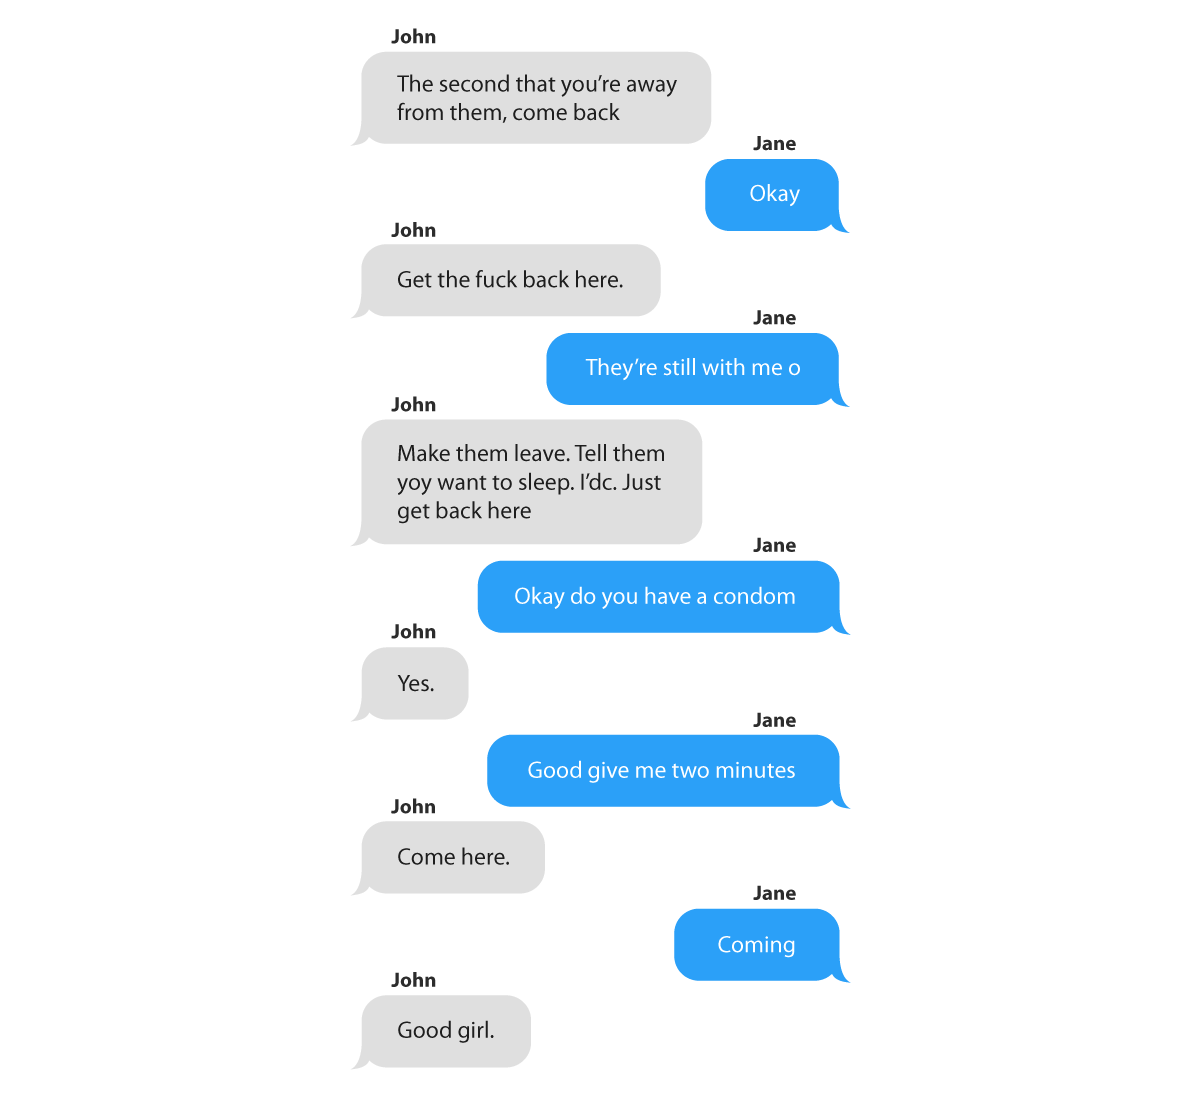 John
The second that you’re away
from them, come back
Jane
Okay
John
Get the fuck back here.
Jane
They’re still with me o
John
Make them leave. Tell them
yoy want to sleep. I’dc. Just
get back here
Jane
Okay do you have a condom
John
Yes.
Jane
Good give me two minutes
John
Come here.
Jane
Coming
John
Good girl.